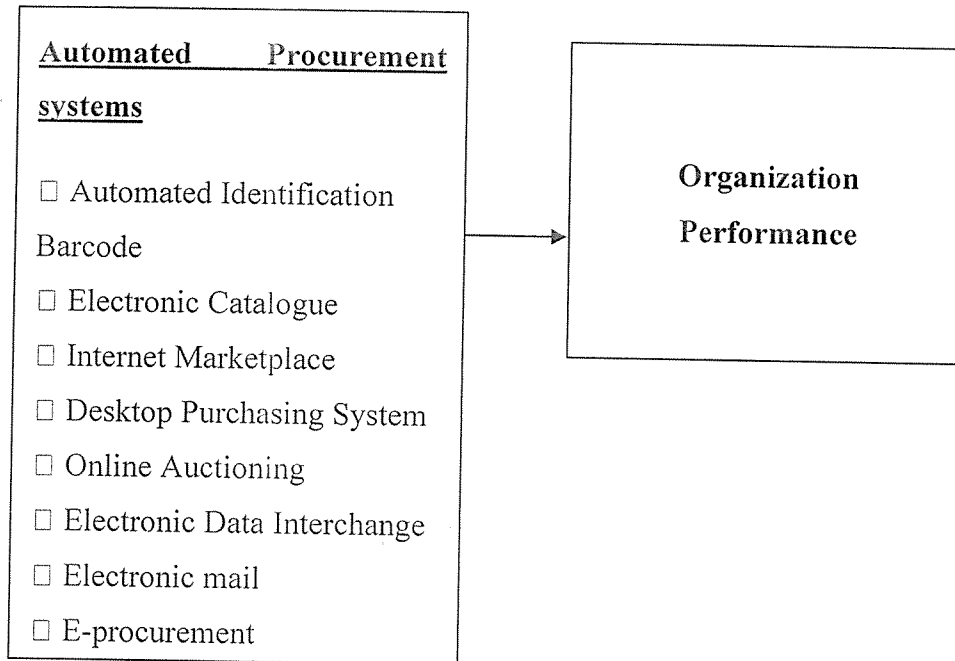 Automated Procurement
systems
□ Automated Identification
Barcode
□ Electronic Catalogue
□ Internet Marketplace
□ Desktop Purchasing System
□ Online Auctioning
□ Electronic Data Interchange
□ Electronic mail
□ E-procurement
Organization
Performance